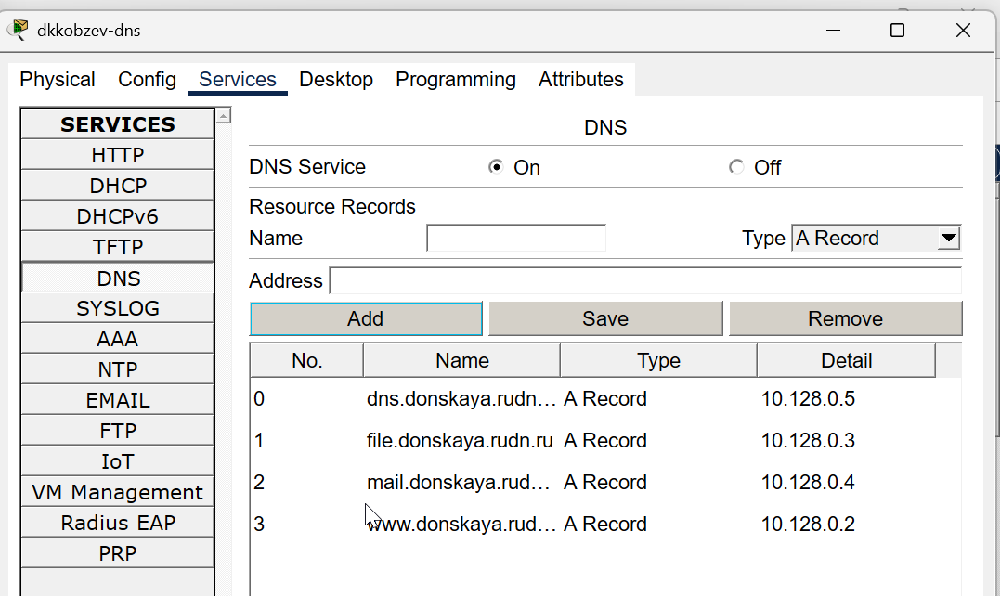 dkkobzev-dns
Physical Config Services Desktop Programming Attributes
SERVICES
HTTP
DHCP
DHCPv6
TFTP
DNS
SYSLOG
AAA
NTP
EMAIL
FTP
IoT
VM Management
Radius EAP
PRP
DNS
DNS Service On Off
Resource Records
Name Type A Record
Address
Add Save Remove
No. Name Type Detail
0 dns.donskaya.rudn... A Record 10.128.0.5
1 file.donskaya.rudn.ru A Record 10.128.0.3
2 mail.donskaya.rud... A Record 10.128.0.4
3 www.donskaya.rud... A Record 10.128.0.2